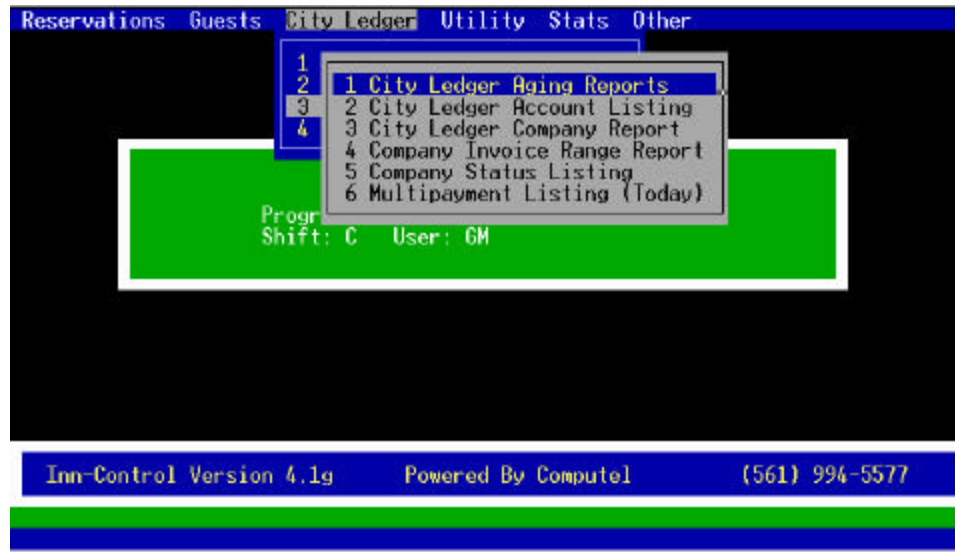 Reservations Guests City Ledger Utility Stats Other
1
2
3
4
1 City Ledger Aging Reports
2 City Ledger Account Listing
3 City Ledger Company Report
4 Company Invoice Range Report
5 Company Status Listing
6 Multipayment Listing (Today)
Progr
Shift: C User: GM
Inn-Control Version 4.1g Powered By Computel (561) 994-5577